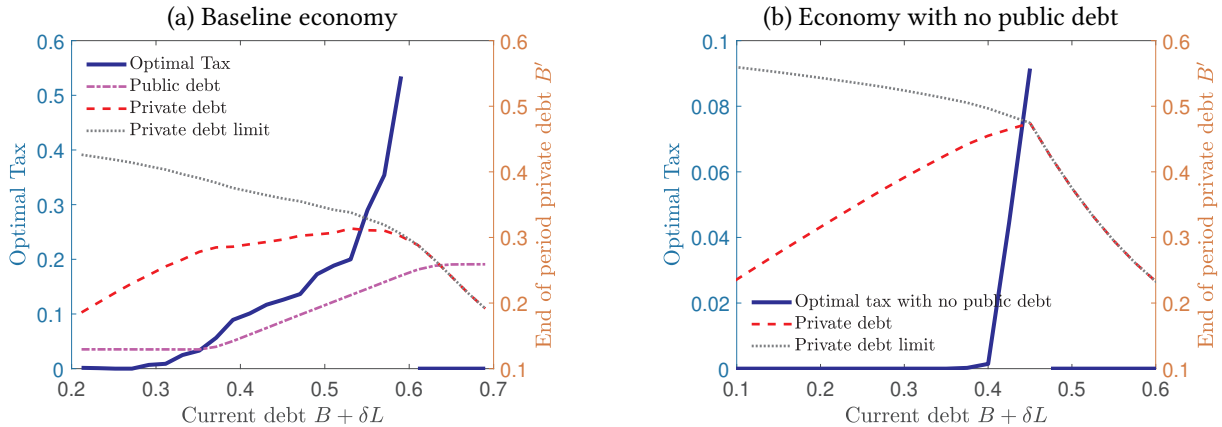 (a) Baseline economy
0.6
0.5
0.4
0.3
0.2
0.1
0
Optimal Tax
Optimal Tax
Public debt
Private debt
Private debt limit
0.6
0.5
0.4
0.3
0.2
0.1
End of period private debt B′
0.2 0.3 0.4 0.5 0.6 0.7
Current debt B + δL
(b) Economy with no public debt
0.1
0.08
0.06
0.04
0.02
0
Optimal Tax
Optimal tax with no public debt
Private debt
Private debt limit
0.6
0.5
0.4
0.3
0.2
0.1
End of period private debt B′
0.1 0.2 0.3 0.4 0.5 0.6
Current debt B + δL